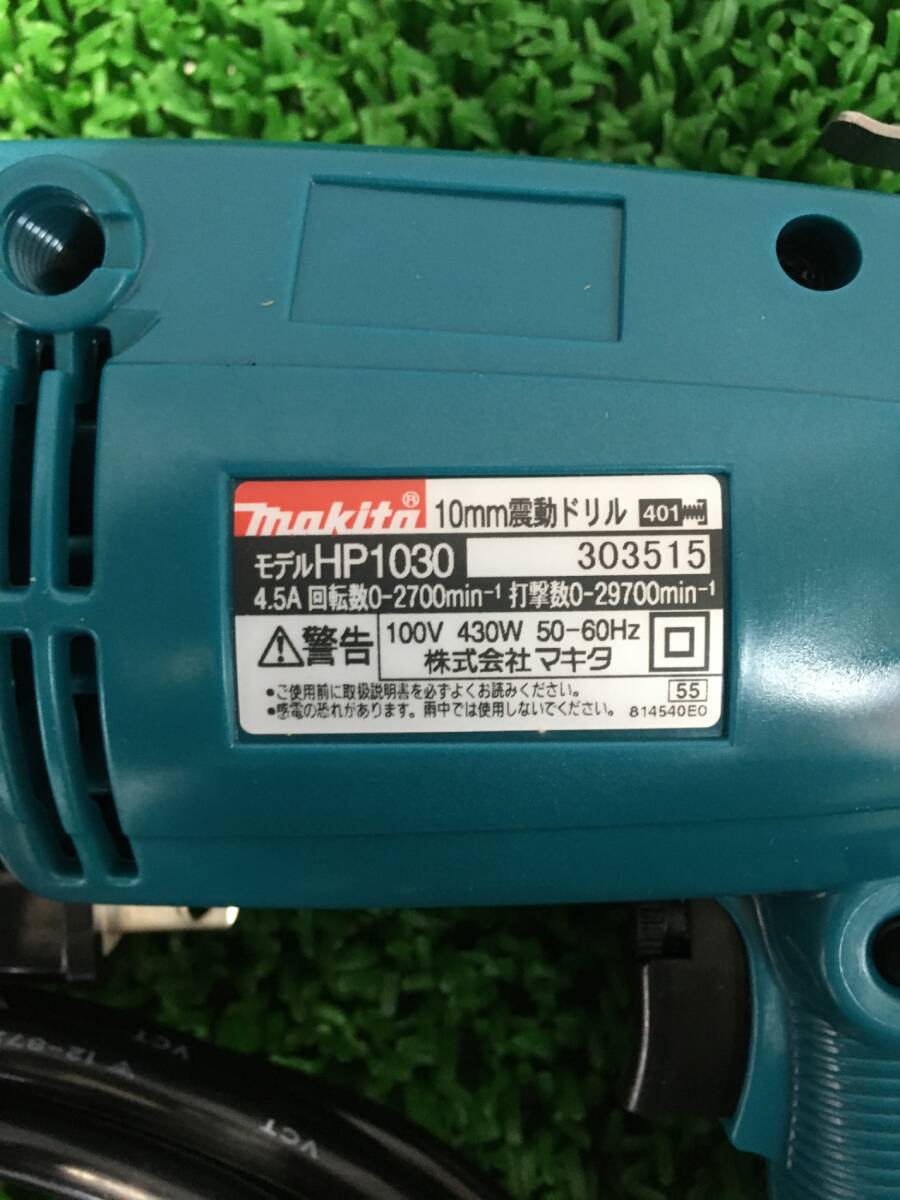 makita® 10mm震動ドリル 401
モデルHP1030 303515
4.5A 回転数0-2700min⁻¹ 打撃数0-29700min⁻¹
警告 100V 430W 50-60Hz
株式会社 マキタ
•ご使用前に取扱説明書を必ずよくお読みください。 55
•感電の恐れがあります。雨中では使用しないでください。 814540E0
VCT
VCT